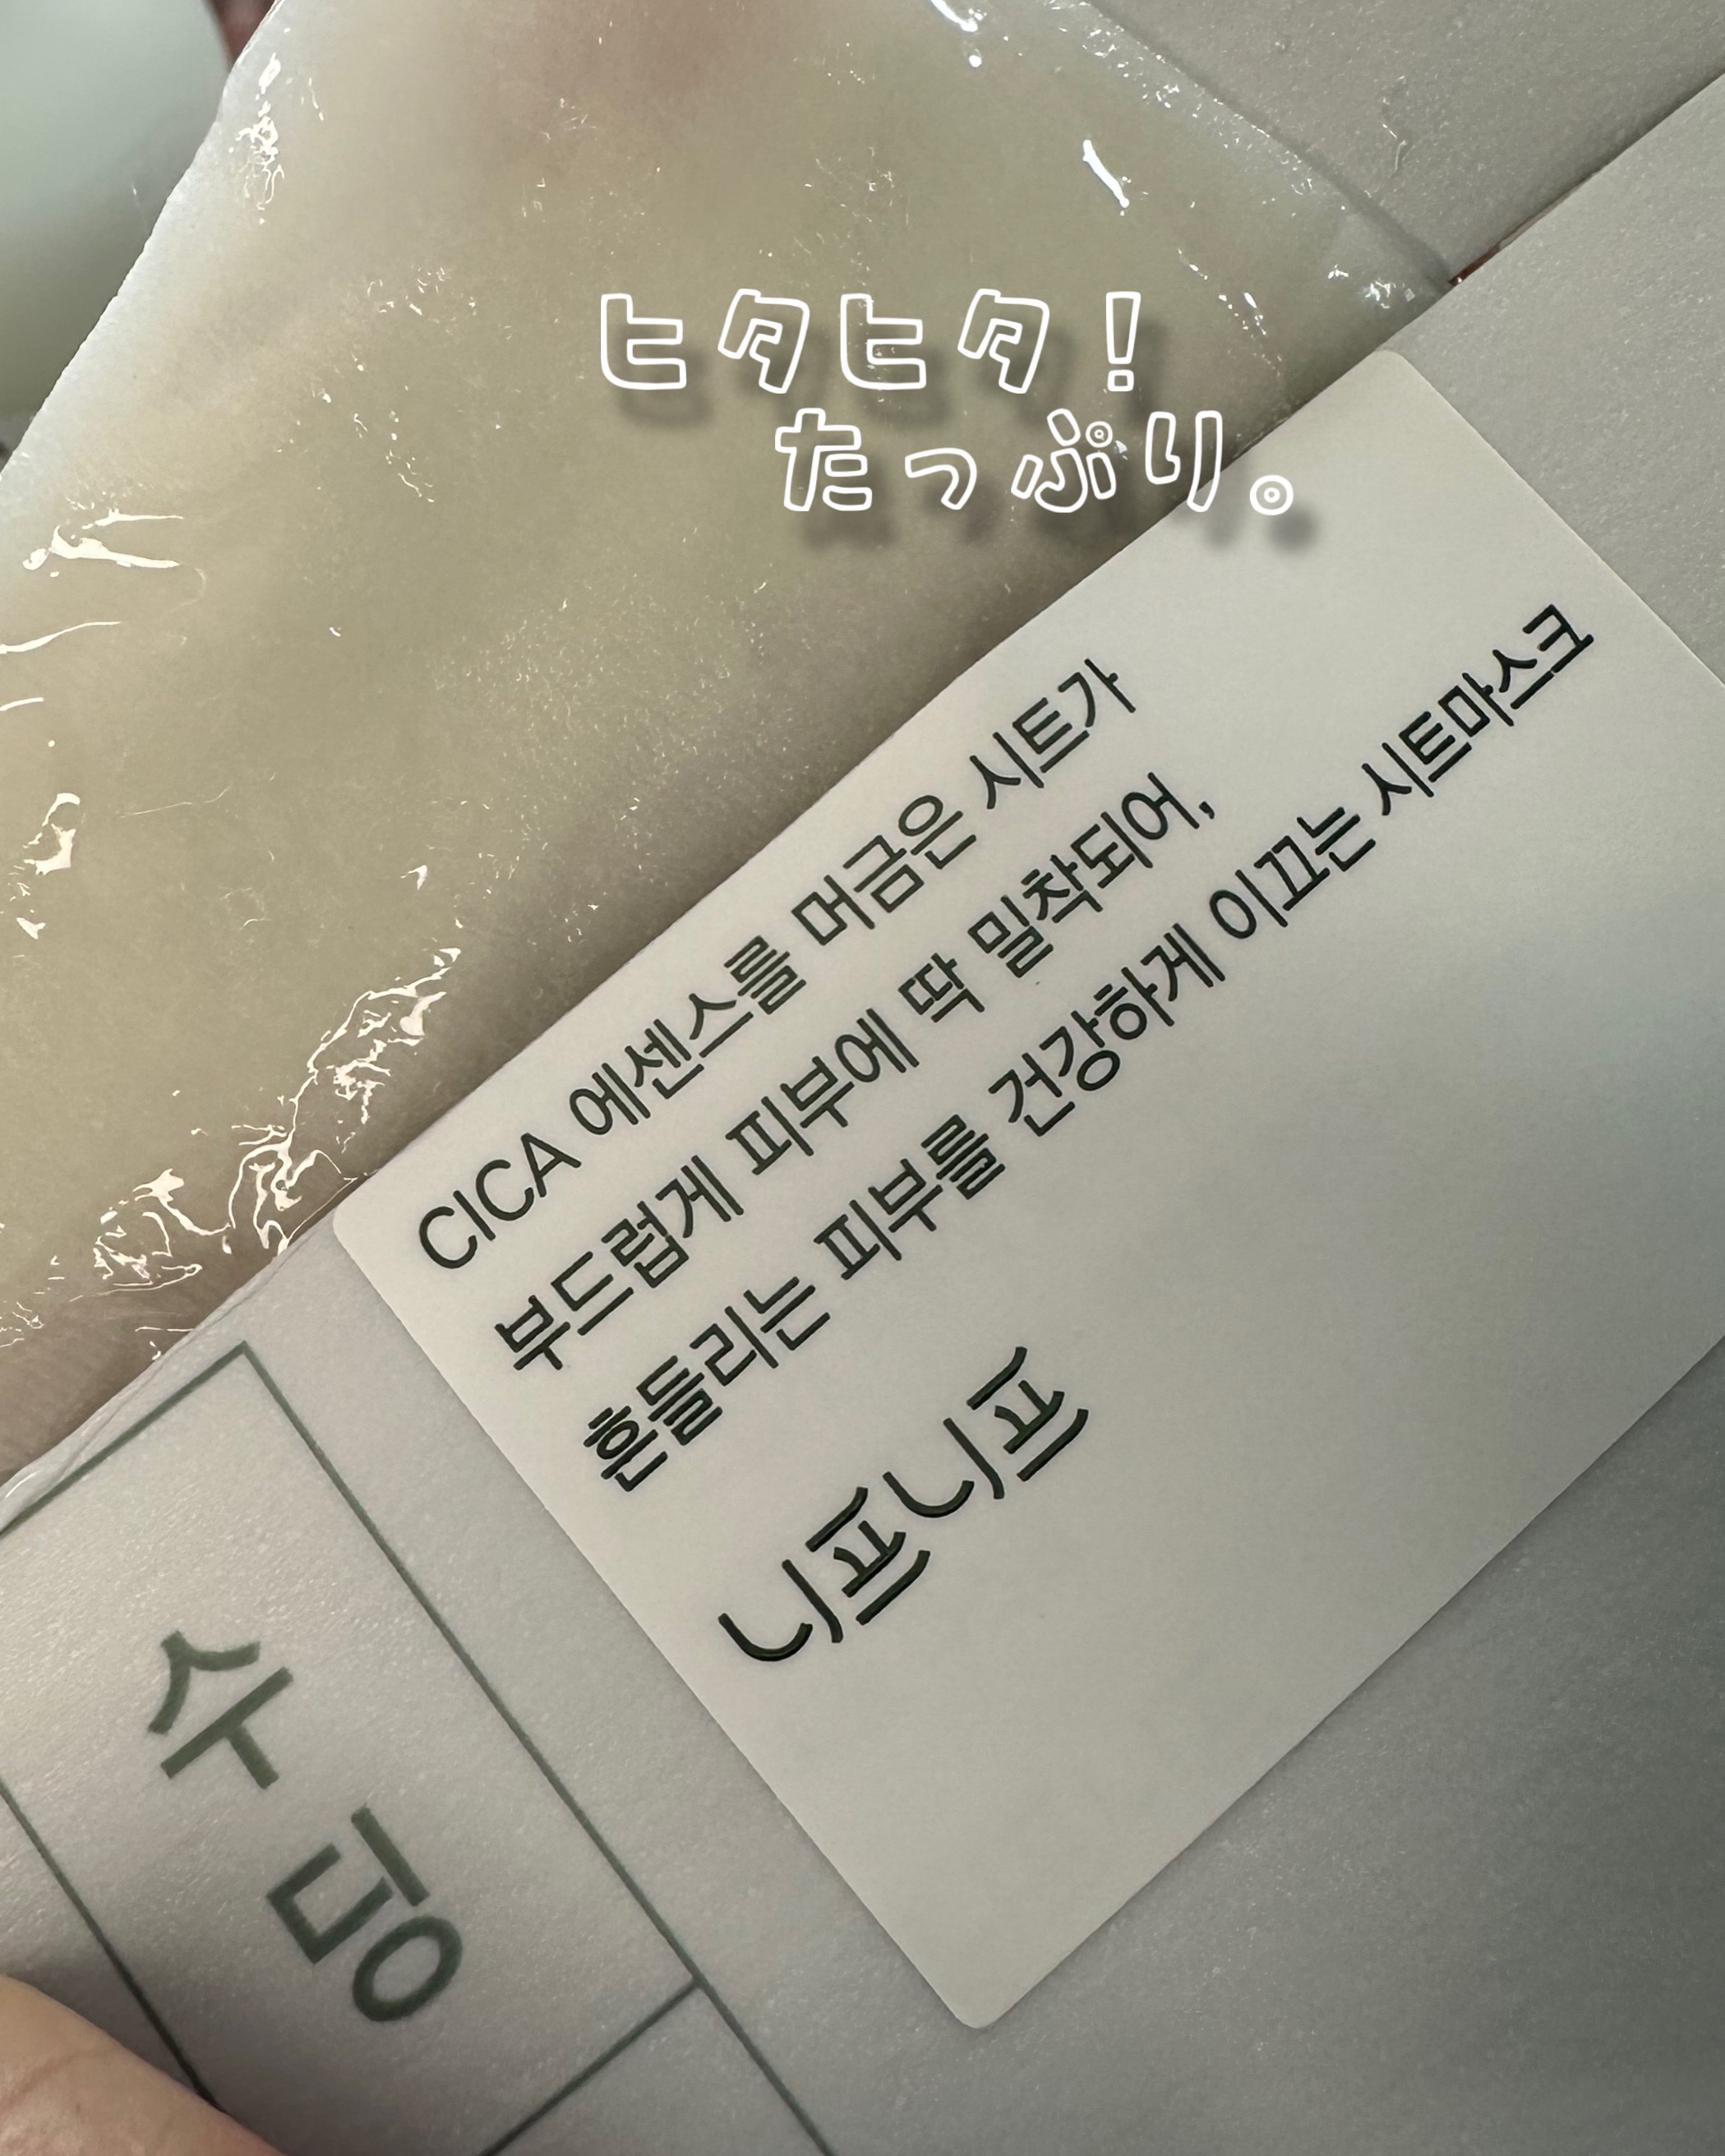 ヒタヒタ！
たっぷり。
CICA 에센스를 머금은 시트가
부드럽게 피부에 딱 밀착되어,
흔들리는 피부를 건강하게 이끄는 시트마스크
니프니프
수딩